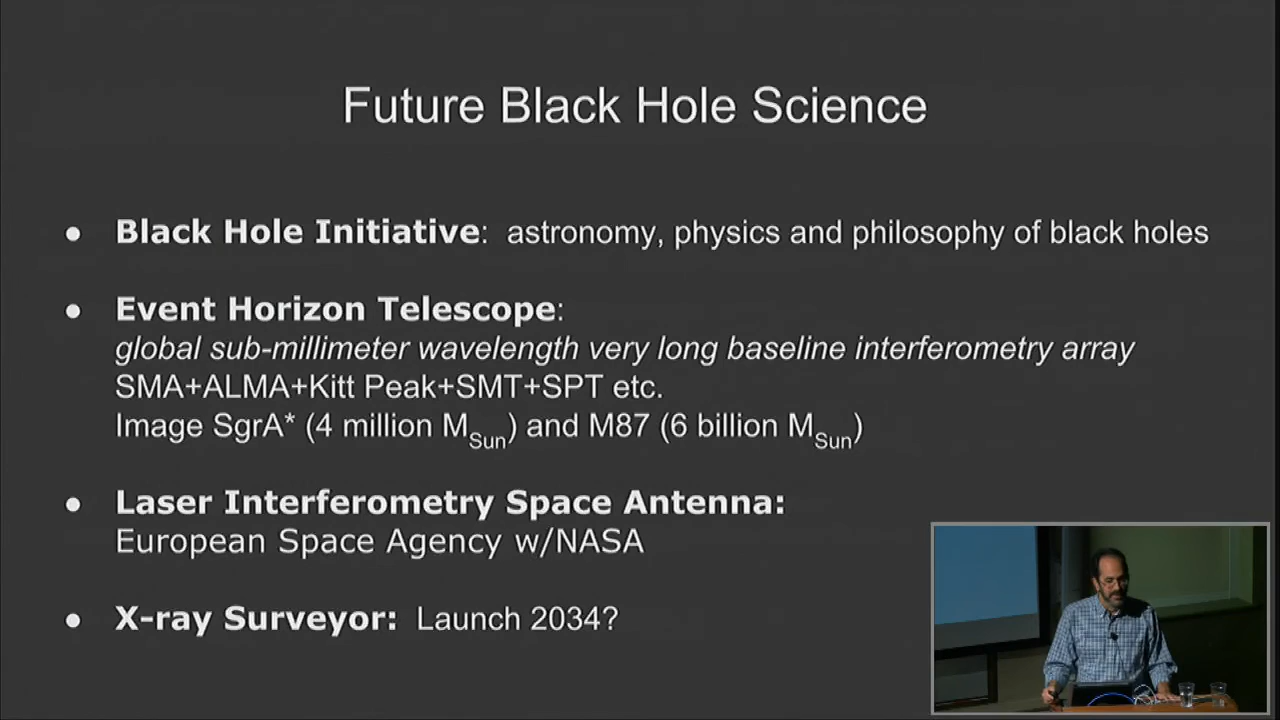 Future Black Hole Science
● Black Hole Initiative: astronomy, physics and philosophy of black holes
● Event Horizon Telescope:
global sub-millimeter wavelength very long baseline interferometry array
SMA+ALMA+Kitt Peak+SMT+SPT etc.
Image SgrA* (4 million MSun) and M87 (6 billion MSun)
● Laser Interferometry Space Antenna:
European Space Agency w/NASA
● X-ray Surveyor: Launch 2034?